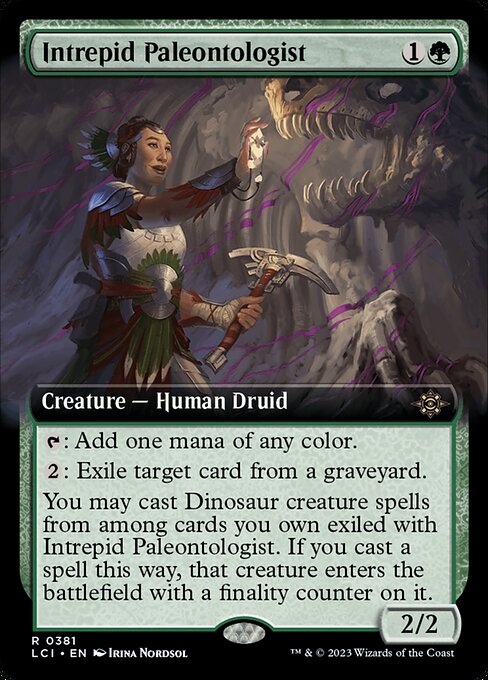 Intrepid Paleontologist 1
Creature — Human Druid
: Add one mana of any color.
2: Exile target card from a graveyard.
You may cast Dinosaur creature spells
from among cards you own exiled with
Intrepid Paleontologist. If you cast a
spell this way, that creature enters the
battlefield with a finality counter on it.
2/2
R 0381
LCI • EN Irina Nordsol
™ & © 2023 Wizards of the Coast